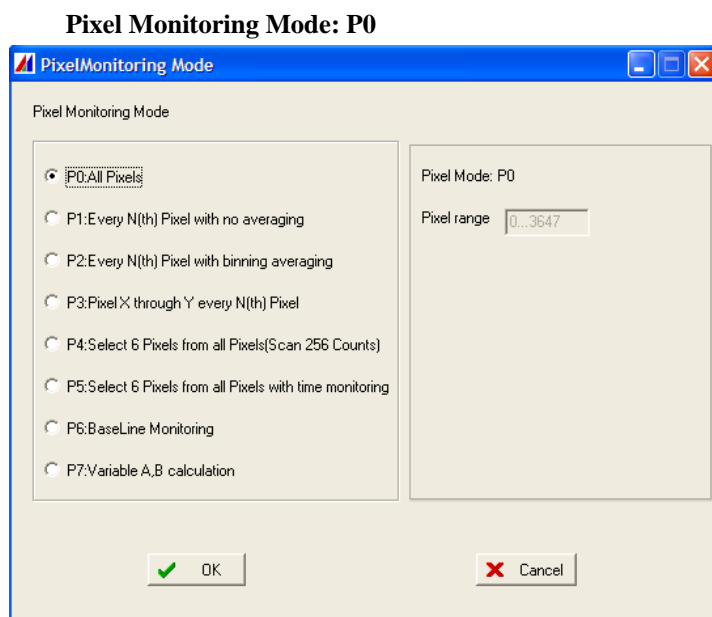 Pixel Monitoring Mode: P0
PixelMonitoring Mode
Pixel Monitoring Mode
P0:All Pixels
P1:Every N(th) Pixel with no averaging
P2:Every N(th) Pixel with binning averaging
P3:Pixel X through Y every N(th) Pixel
P4:Select 6 Pixels from all Pixels(Scan 256 Counts)
P5:Select 6 Pixels from all Pixels with time monitoring
P6:BaseLine Monitoring
P7:Variable A,B calculation
Pixel Mode: P0
Pixel range 0...3647
OK
Cancel